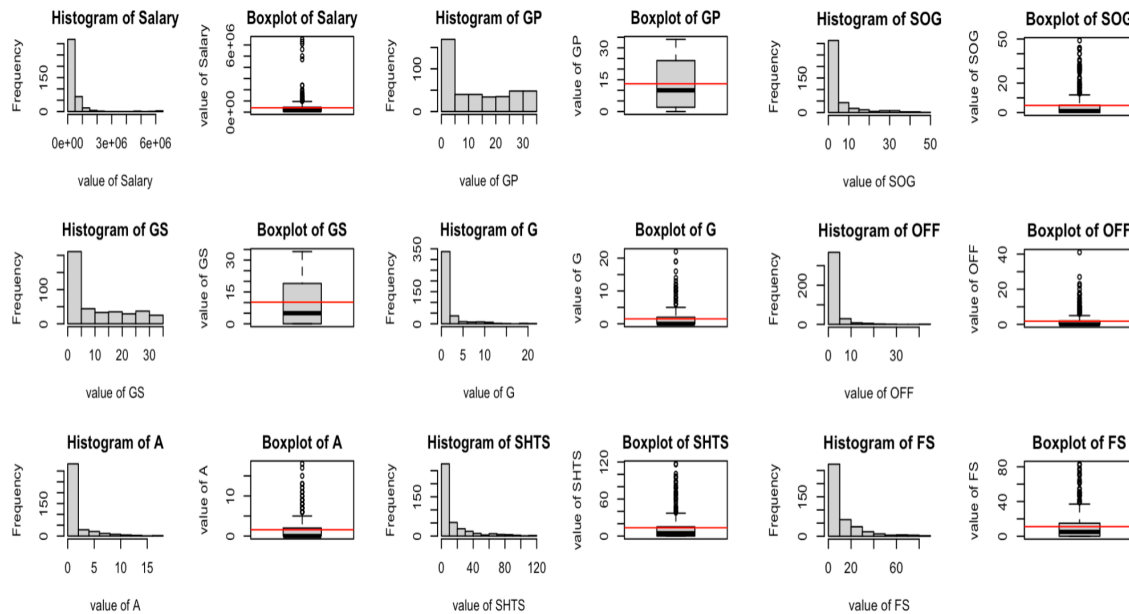 Histogram of Salary
Frequency
0 150
0e+00 3e+06 6e+06
value of Salary
Boxplot of Salary
value of Salary
0e+00 6e+06
Histogram of GP
Frequency
0 100
0 10 20 30
value of GP
Boxplot of GP
value of GP
0 15 30
Histogram of SOG
Frequency
0 150
0 10 30 50
value of SOG
Boxplot of SOG
value of SOG
0 20 50
Histogram of GS
Frequency
0 100
0 10 20 30
value of GS
Boxplot of GS
value of GS
0 15 30
Histogram of G
Frequency
0 150 350
0 5 10 20
value of G
Boxplot of G
value of G
0 10 20
Histogram of OFF
Frequency
0 200
0 10 30
value of OFF
Boxplot of OFF
value of OFF
0 20 40
Histogram of A
Frequency
0 150
0 5 10 15
value of A
Boxplot of A
value of A
0 10
Histogram of SHTS
Frequency
0 150
0 40 80 120
value of SHTS
Boxplot of SHTS
value of SHTS
0 60 120
Histogram of FS
Frequency
0 150
0 20 60
value of FS
Boxplot of FS
value of FS
0 40 80